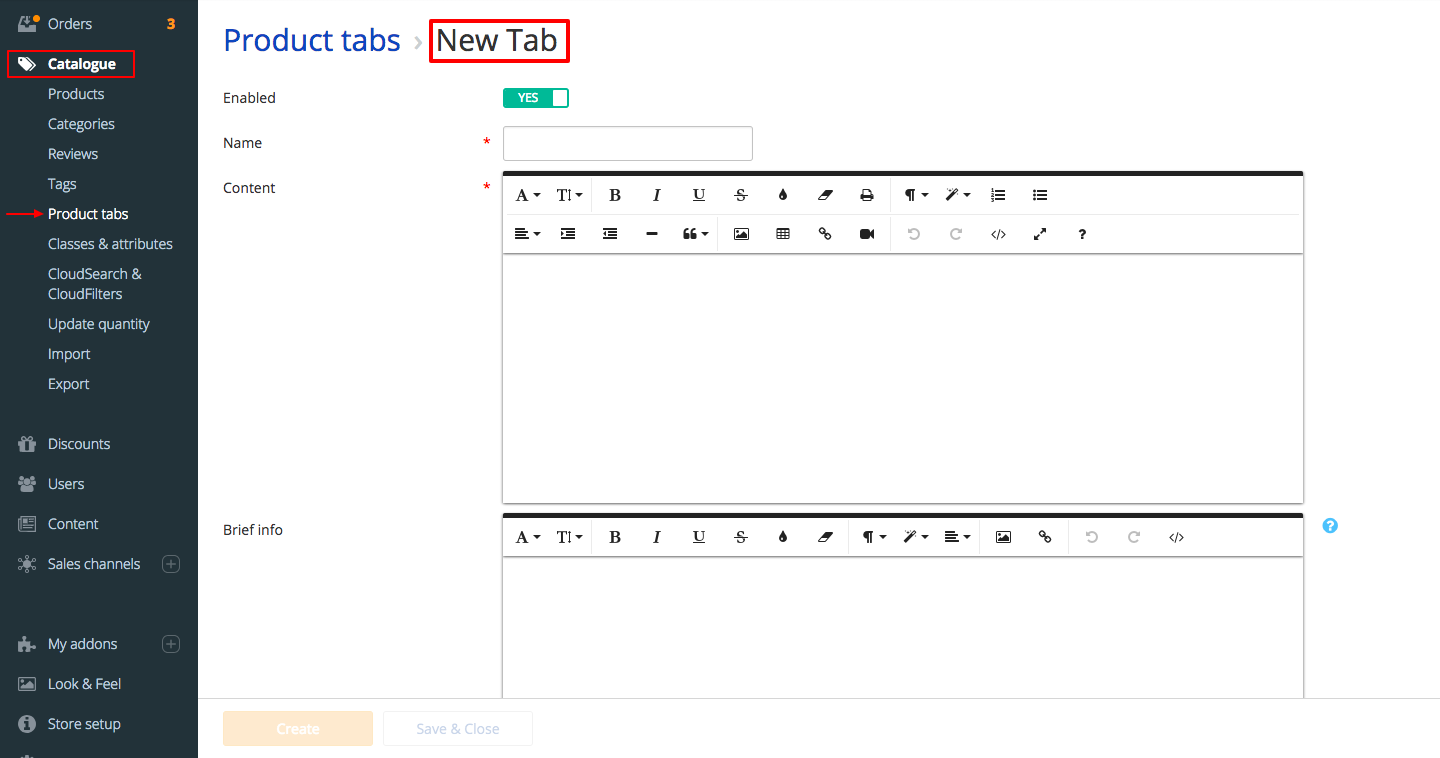 Orders 3
Catalogue
Products
Categories
Reviews
Tags
Product tabs
Classes & attributes
CloudSearch &
CloudFilters
Update quantity
Import
Export
Discounts
Users
Content
Sales channels
My addons
Look & Feel
Store setup
Product tabs › New Tab
Enabled YES
Name *
Content *
A B I U S
?
Brief info
A B I U S
?
Create Save & Close